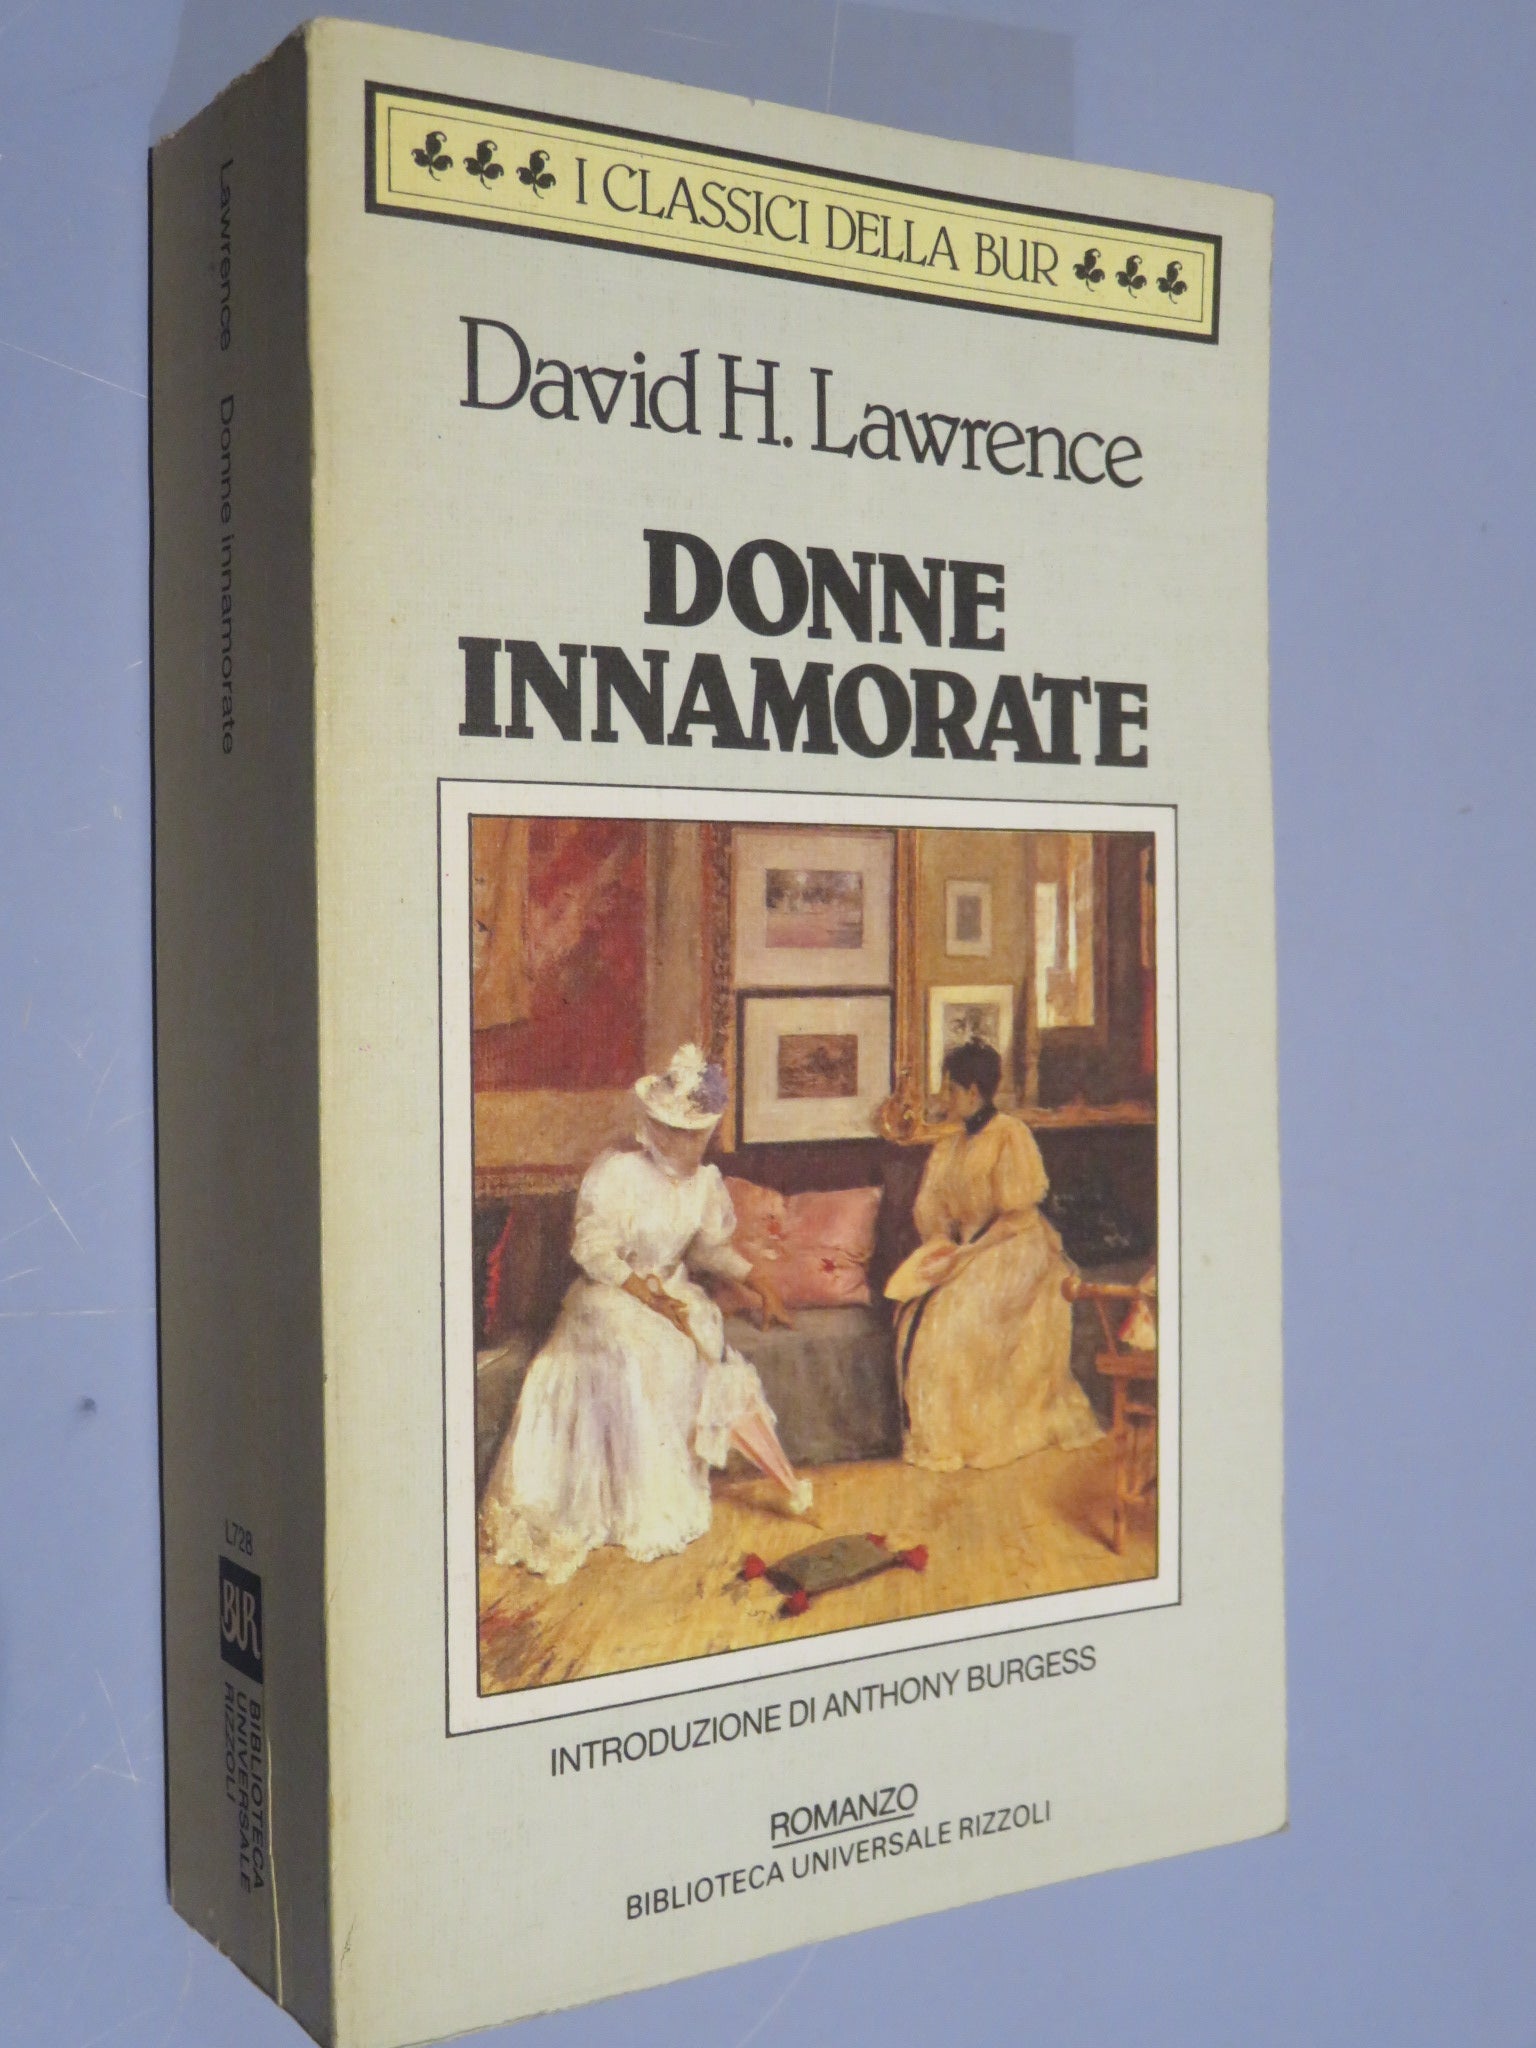 I CLASSICI DELLA BUR
David H. Lawrence
DONNE
INNAMORATE
INTRODUZIONE DI ANTHONY BURGESS
ROMANZO
BIBLIOTECA UNIVERSALE RIZZOLI
Lawrence Donne innamorate
L728
BUR
BIBLIOTECA
UNIVERSALE
RIZZOLI